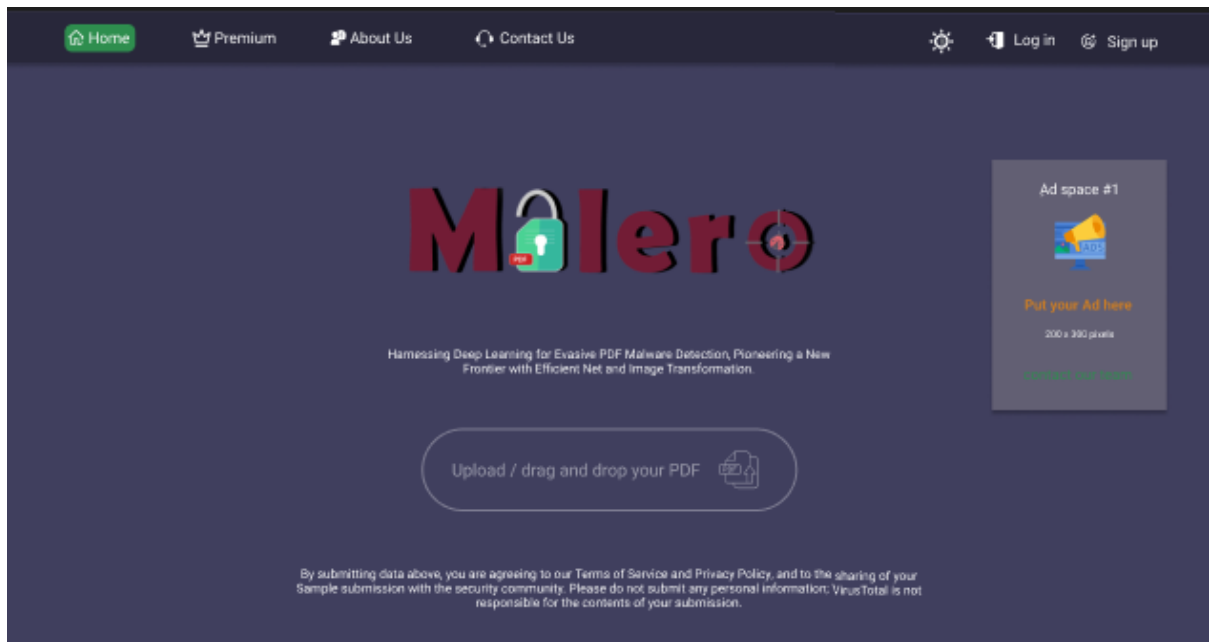 Home
Premium
About Us
Contact Us
Log in
Sign up
Malero
PDF
Ad space #1
ADS
Put your Ad here
200 x 300 pixels
contact our team
Harnessing Deep Learning for Evasive PDF Malware Detection, Pioneering a New
Frontier with Efficient Net and Image Transformation.
Upload / drag and drop your PDF
PDF
By submitting data above, you are agreeing to our Terms of Service and Privacy Policy, and to the sharing of your
Sample submission with the security community. Please do not submit any personal information; VirusTotal is not
responsible for the contents of your submission.